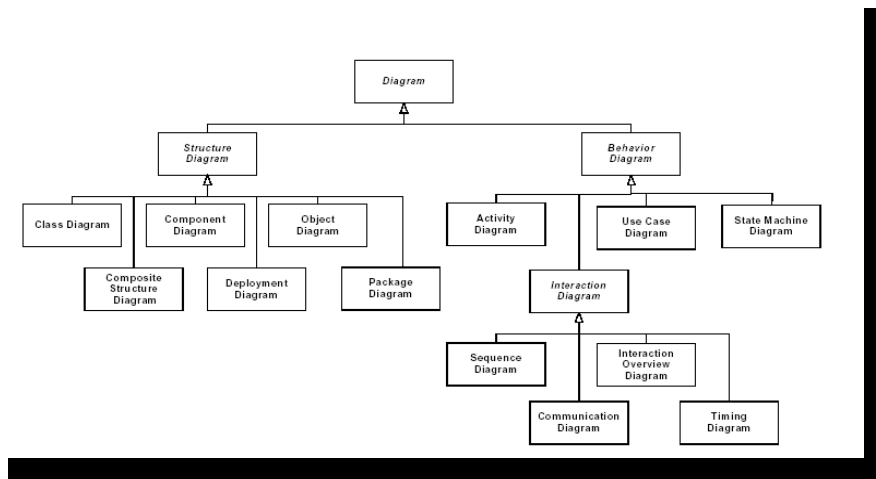 Diagram
Structure
Diagram
Behavior
Diagram
Class Diagram
Component
Diagram
Object
Diagram
Activity
Diagram
Use Case
Diagram
State Machine
Diagram
Composite
Structure
Diagram
Deployment
Diagram
Package
Diagram
Interaction
Diagram
Sequence
Diagram
Interaction
Overview
Diagram
Communication
Diagram
Timing
Diagram